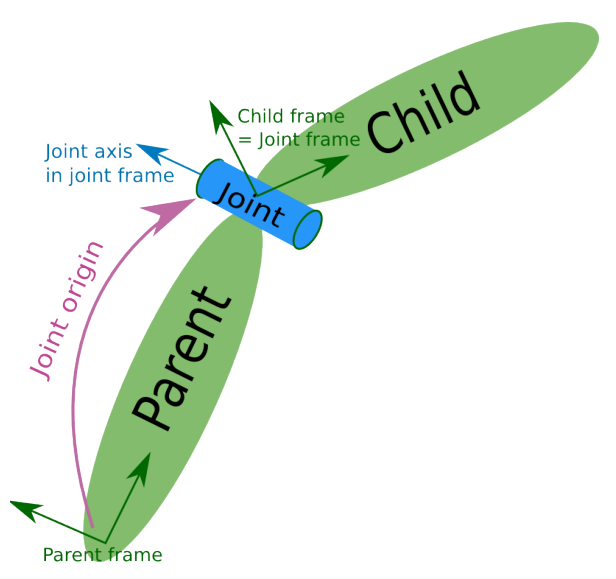 Child
Child frame
= Joint frame
Joint axis
in joint frame
Joint
Joint origin
Parent
Parent frame